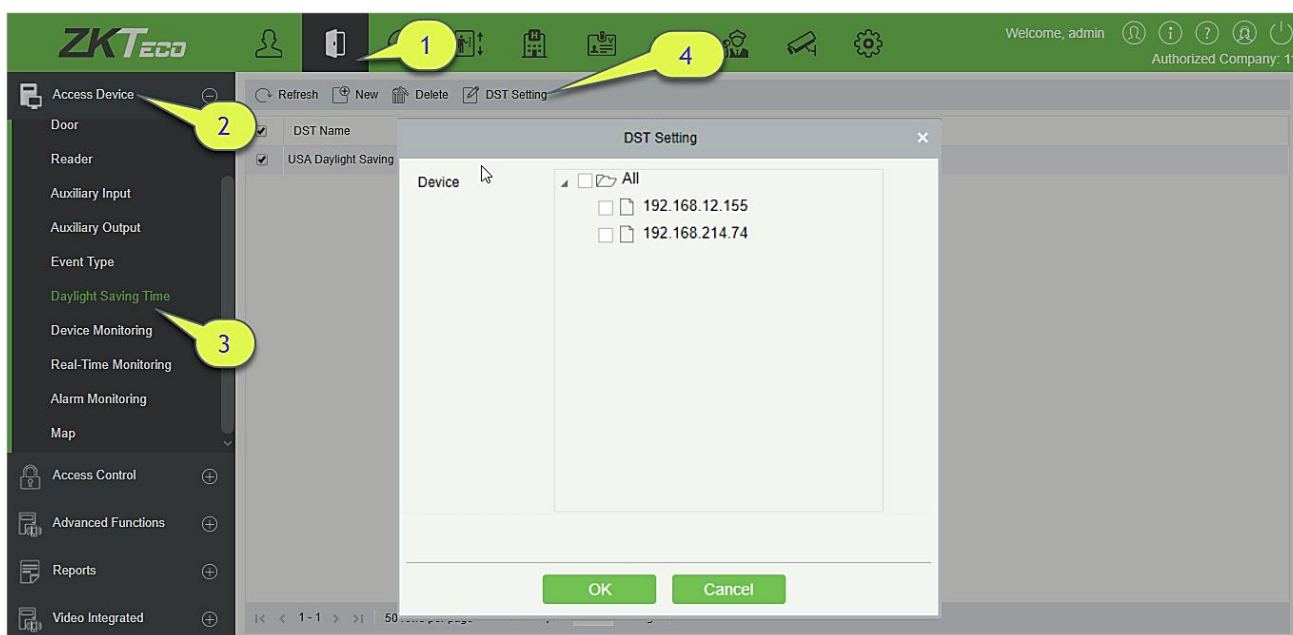 ZKTECO
1
4
Welcome, admin
Authorized Company: 1
Access Device
2
Refresh New Delete DST Setting
Door
DST Name
DST Setting
Reader
USA Daylight Saving
Device
All
192.168.12.155
192.168.214.74
Auxiliary Input
Auxiliary Output
Event Type
Daylight Saving Time
3
Device Monitoring
Real-Time Monitoring
Alarm Monitoring
Map
Access Control
Advanced Functions
Reports
Video Integrated
OK Cancel
1-1 50